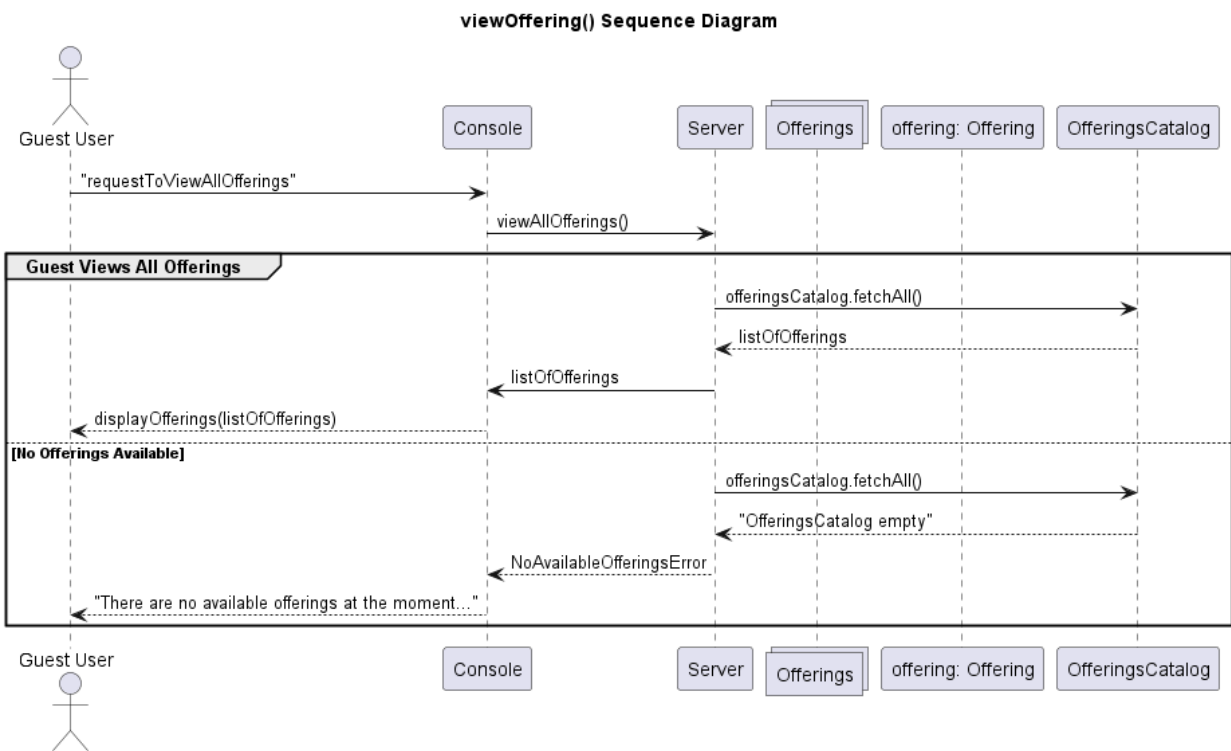 viewOffering() Sequence Diagram
Guest User
Console
Server
Offerings
offering: Offering
OfferingsCatalog
"requestToViewAllOfferings"
viewAllOfferings()
Guest Views All Offerings
offeringsCatalog.fetchAll()
listOfOfferings
listOfOfferings
displayOfferings(listOfOfferings)
[No Offerings Available]
offeringsCatalog.fetchAll()
"OfferingsCatalog empty"
NoAvailableOfferingsError
"There are no available offerings at the moment..."
Guest User
Console
Server
Offerings
offering: Offering
OfferingsCatalog